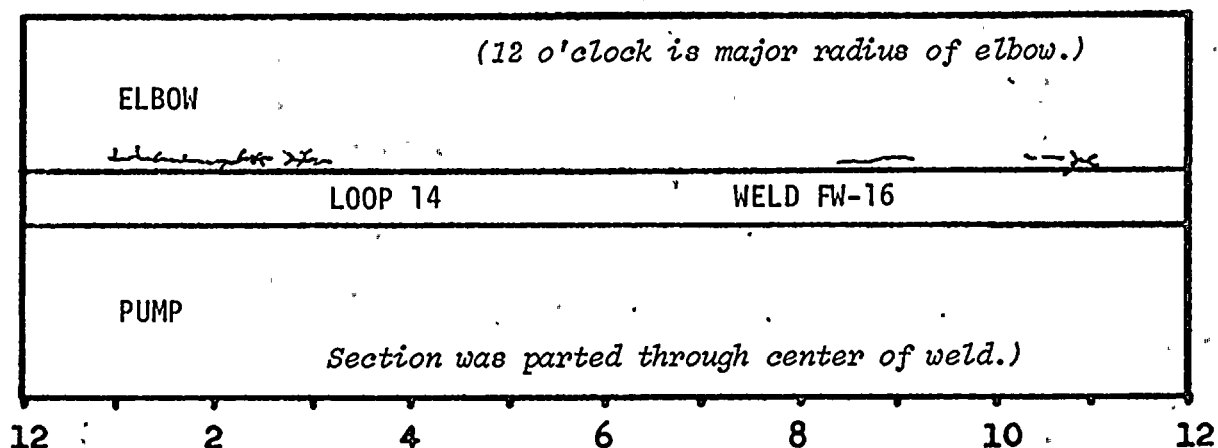 (12 o'clock is major radius of elbow.)
ELBOW
LOOP 14 WELD FW-16
PUMP
Section was parted through center of weld.)
12 2 4 6 8 10 12